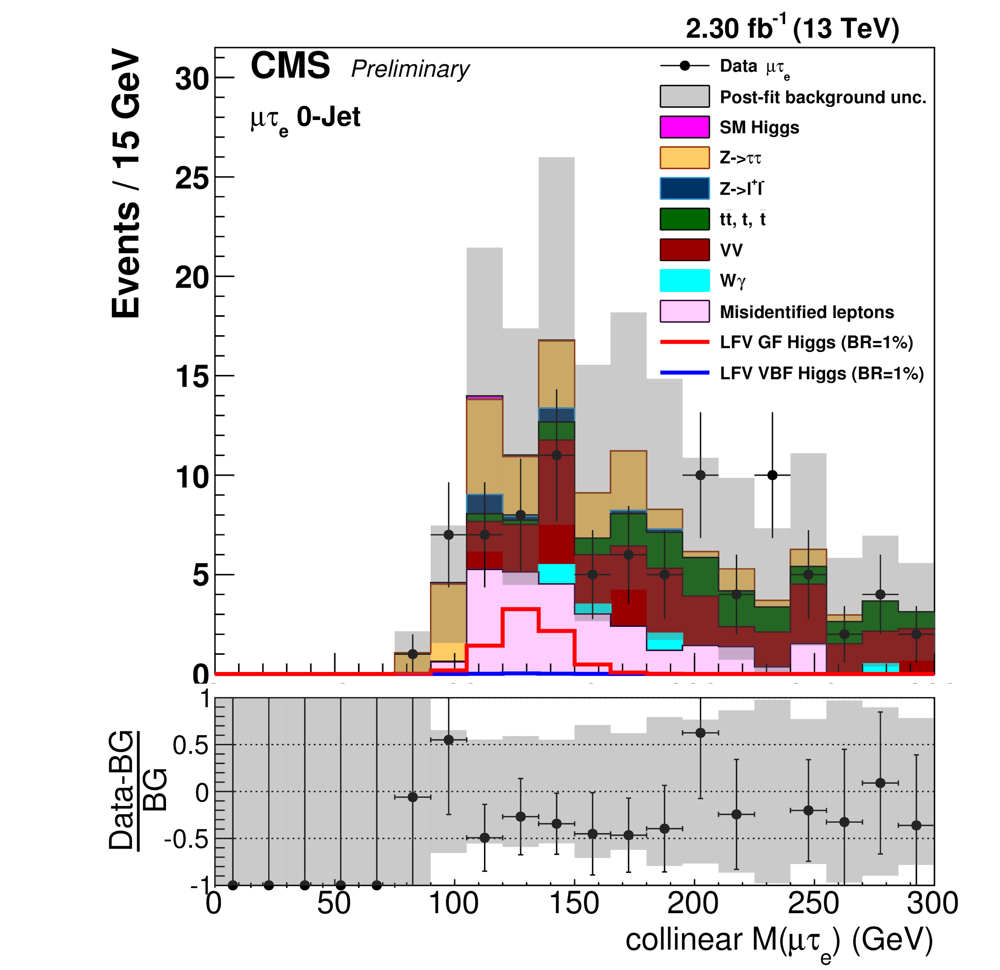 2.30 fb⁻¹ (13 TeV)
CMS Preliminary
μτe 0-Jet
Events / 15 GeV
30
25
20
15
10
5
0
Data μτe
Post-fit background unc.
SM Higgs
Z->ττ
Z->l⁺l⁻
tt̄, t, t̄
VV
Wγ
Misidentified leptons
LFV GF Higgs (BR=1%)
LFV VBF Higgs (BR=1%)
Data-BG
BG
1
0.5
0
-0.5
-1
0 50 100 150 200 250 300
collinear M(μτe) (GeV)